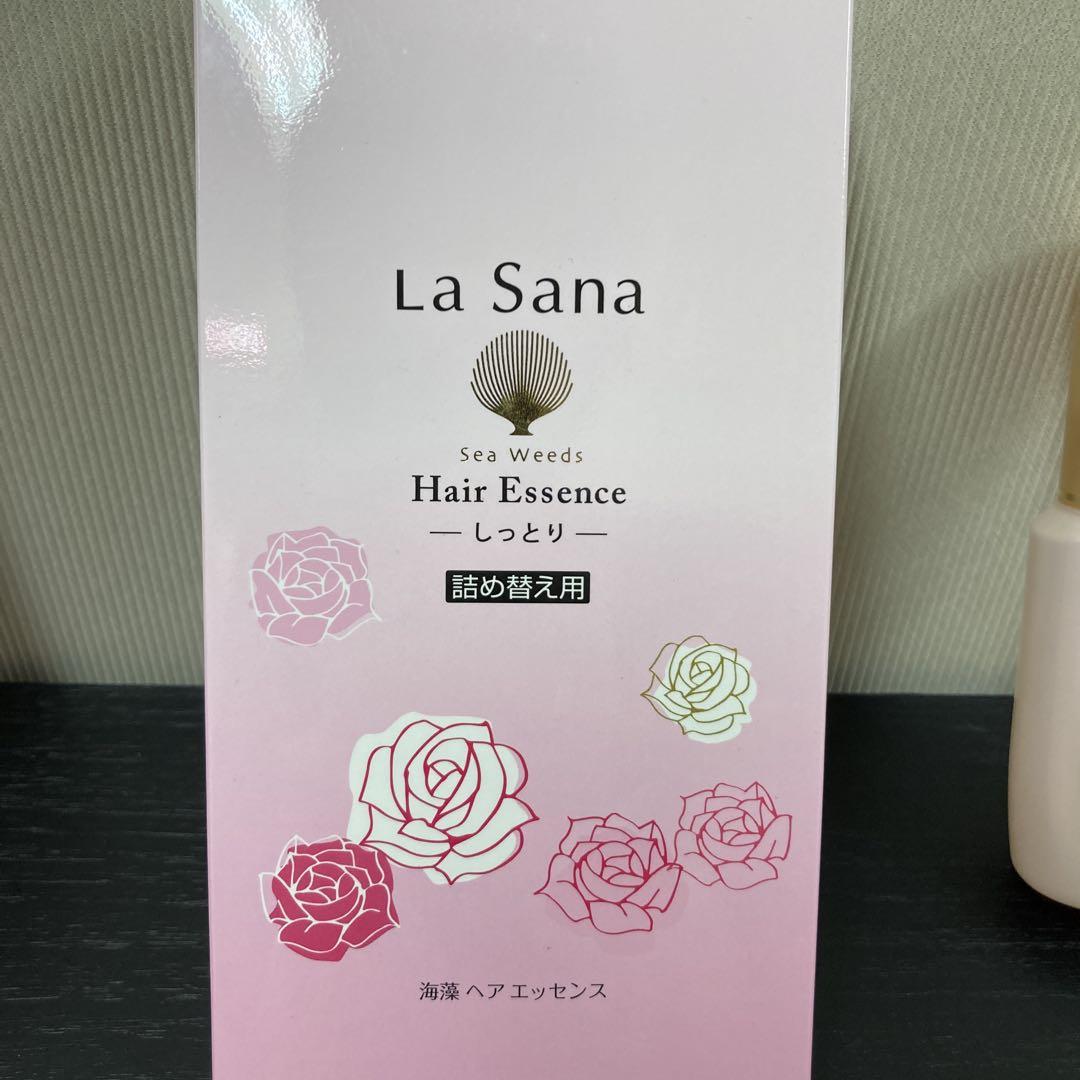 La Sana
Sea Weeds
Hair Essence
— しっとり —
詰め替え用
海藻 ヘア エッセンス